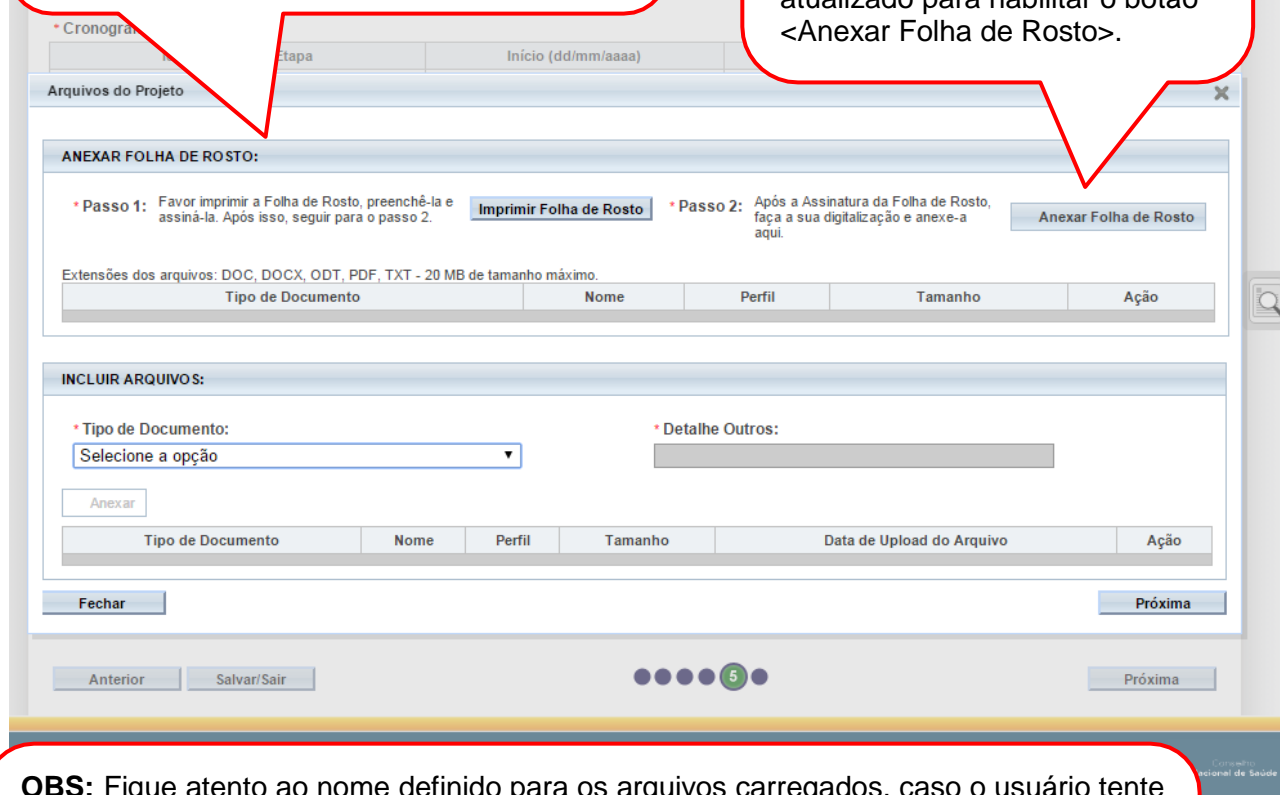 atualizado para habilitar o botão
<Anexar Folha de Rosto>.
* Cronogra
Etapa
Início (dd/mm/aaaa)
Arquivos do Projeto
ANEXAR FOLHA DE ROSTO:
* Passo 1: Favor imprimir a Folha de Rosto, preenchê-la e
assiná-la. Após isso, seguir para o passo 2.
Imprimir Folha de Rosto
* Passo 2: Após a Assinatura da Folha de Rosto,
faça a sua digitalização e anexe-a
aqui.
Anexar Folha de Rosto
Extensões dos arquivos: DOC, DOCX, ODT, PDF, TXT - 20 MB de tamanho máximo.
Tipo de Documento Nome Perfil Tamanho Ação
INCLUIR ARQUIVOS:
* Tipo de Documento: * Detalhe Outros:
Selecione a opção
Anexar
Tipo de Documento Nome Perfil Tamanho Data de Upload do Arquivo Ação
Fechar Próxima
Anterior Salvar/Sair 5 Próxima
Conselho
acional de Saúde
OBS: Fique atento ao nome definido para os arquivos carregados, caso o usuário tente